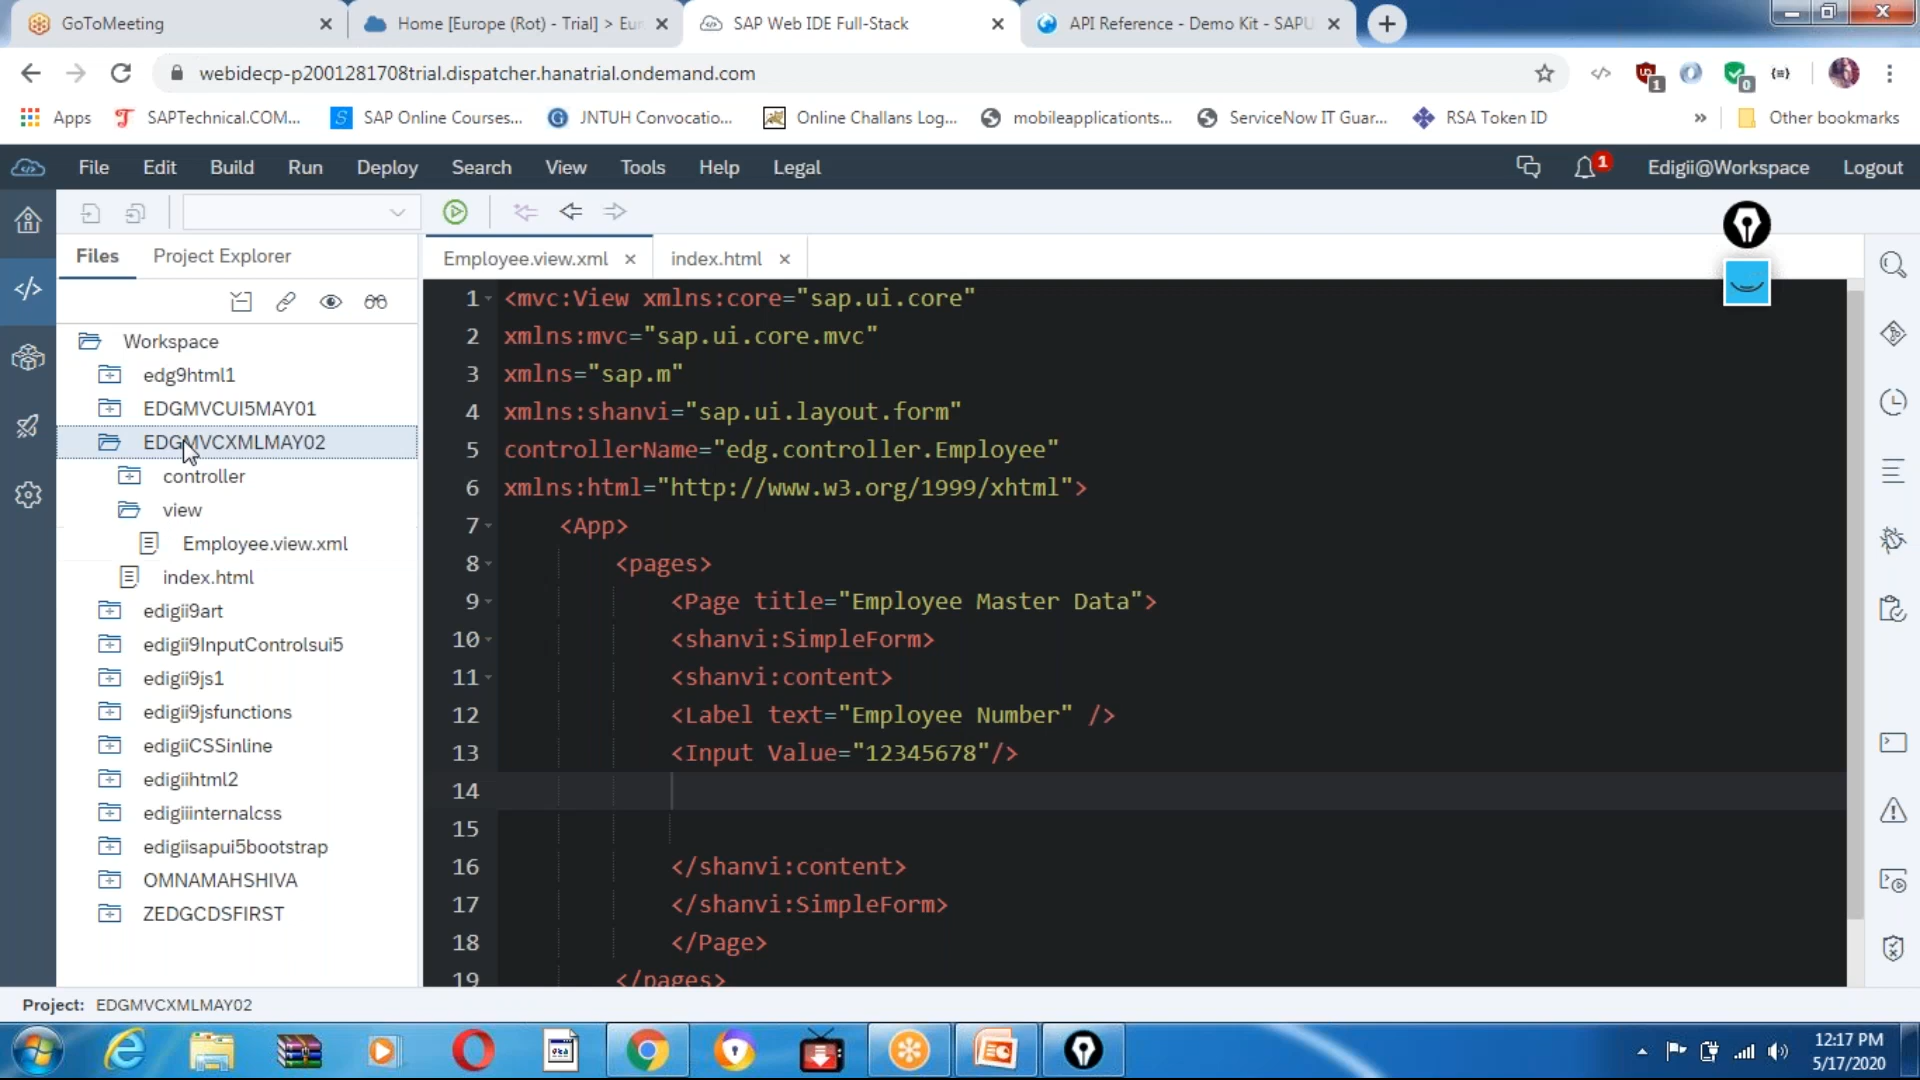 GoToMeeting
Home [Europe (Rot) - Trial] > Eur
SAP Web IDE Full-Stack
API Reference - Demo Kit - SAPU
webidecp-p2001281708trial.dispatcher.hanatrial.ondemand.com
1
0
Apps
SAPTechnical.COM...
SAP Online Courses...
JNTUH Convocatio...
Online Challans Log...
mobileapplicationts...
ServiceNow IT Guar...
RSA Token ID
»
Other bookmarks
File
Edit
Build
Run
Deploy
Search
View
Tools
Help
Legal
1
Edigii@Workspace
Logout
Files
Project Explorer
Employee.view.xml
index.html
Workspace
edg9html1
EDGMVCUI5MAY01
EDGMVCXMLMAY02
controller
view
Employee.view.xml
index.html
edigii9art
edigii9InputControlsui5
edigii9js1
edigii9jsfunctions
edigiiCSSinline
edigiihtml2
edigiiinternalcss
edigiisapui5bootstrap
OMNAMAHSHIVA
ZEDGCDSFIRST
1 <mvc:View xmlns:core="sap.ui.core"
2 xmlns:mvc="sap.ui.core.mvc"
3 xmlns="sap.m"
4 xmlns:shanvi="sap.ui.layout.form"
5 controllerName="edg.controller.Employee"
6 xmlns:html="http://www.w3.org/1999/xhtml">
7 <App>
8 <pages>
9 <Page title="Employee Master Data">
10 <shanvi:SimpleForm>
11 <shanvi:content>
12 <Label text="Employee Number" />
13 <Input Value="12345678"/>
14
15
16 </shanvi:content>
17 </shanvi:SimpleForm>
18 </Page>
19 </pages>
Project: EDGMVCXMLMAY02
12:17 PM
5/17/2020